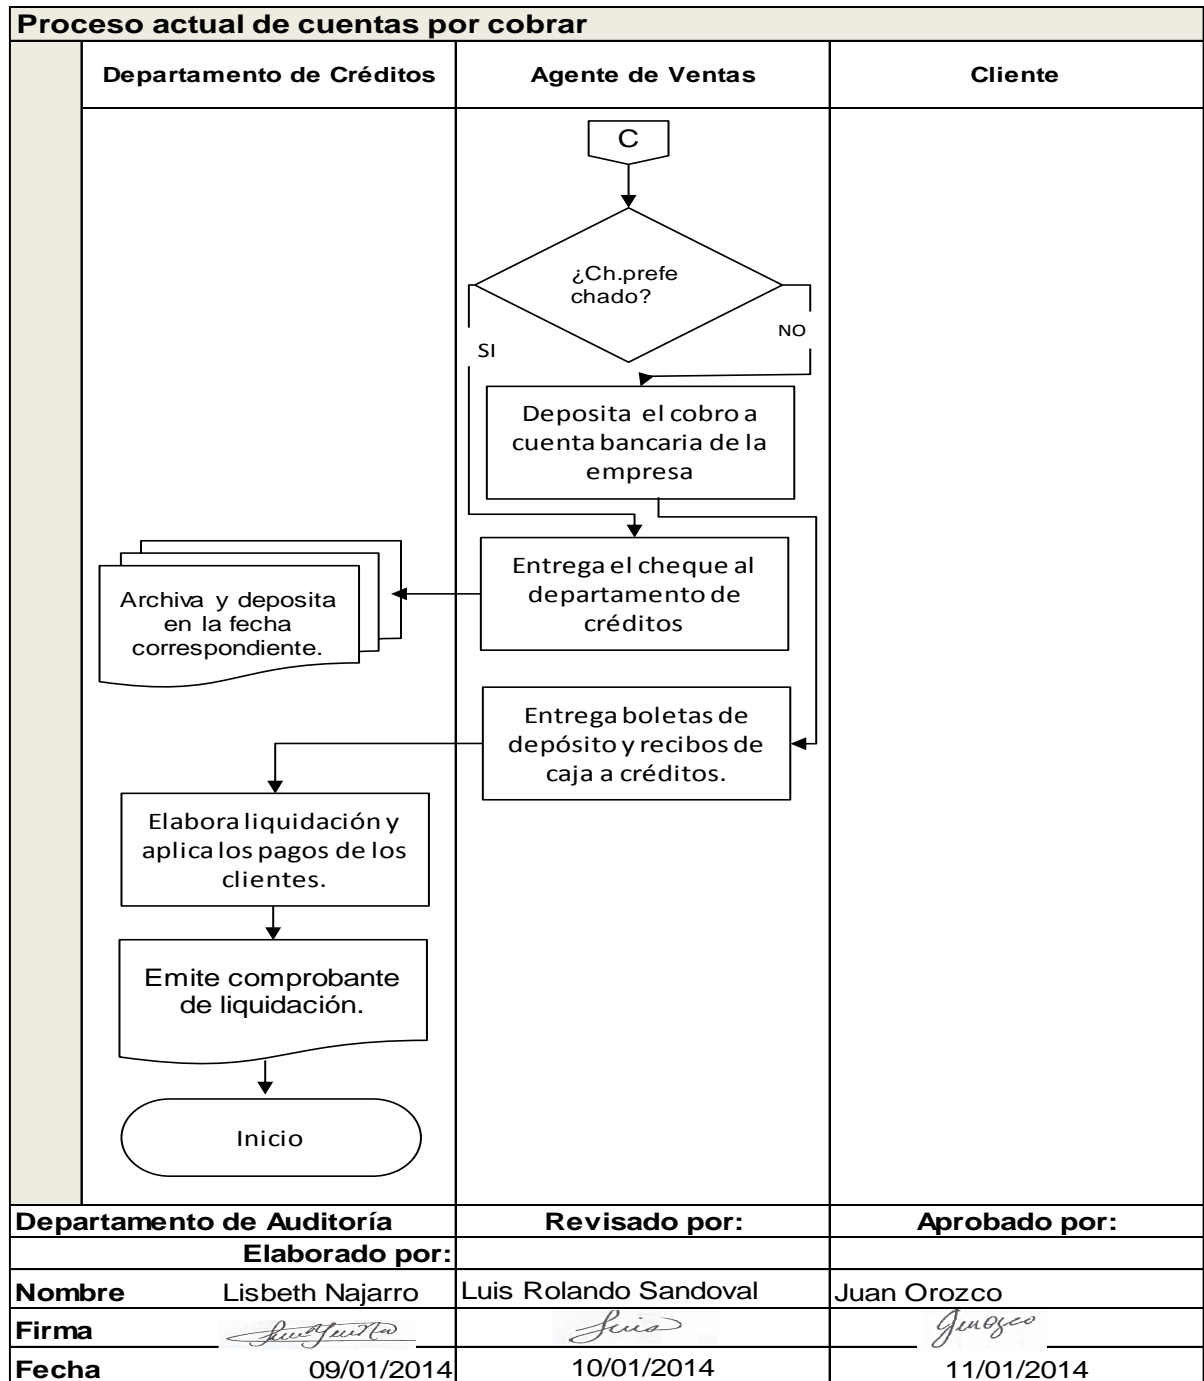 Proceso actual de cuentas por cobrar
Departamento de Créditos
Agente de Ventas
Cliente
C
¿Ch.prefe
chado?
SI
NO
Deposita el cobro a
cuenta bancaria de la
empresa
Entrega el cheque al
departamento de
créditos
Archiva y deposita
en la fecha
correspondiente.
Entrega boletas de
depósito y recibos de
caja a créditos.
Elabora liquidación y
aplica los pagos de los
clientes.
Emite comprobante
de liquidación.
Inicio
Departamento de Auditoría
Revisado por:
Aprobado por:
Elaborado por:
Nombre
Lisbeth Najarro
Luis Rolando Sandoval
Juan Orozco
Firma
Luis
Fecha
09/01/2014
10/01/2014
11/01/2014